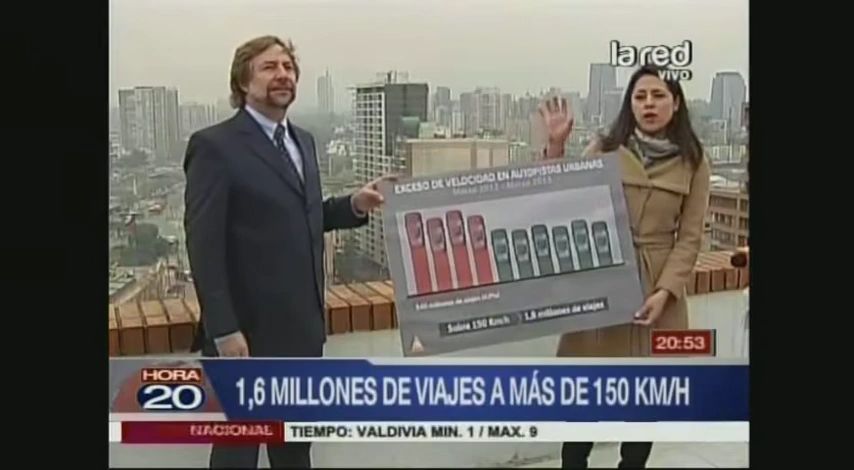 la red
VIVO
EXCESO DE VELOCIDAD EN AUTOPISTAS URBANAS
Sobre 150 Km/h
1,6 millones de viajes
20:53
HORA
20
1,6 MILLONES DE VIAJES A MÁS DE 150 KM/H
NACIONAL
TIEMPO: VALDIVIA MIN. 1 / MAX. 9